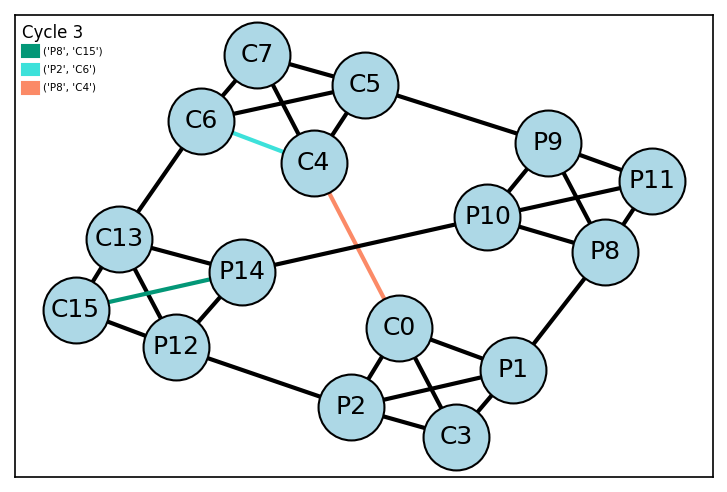 Cycle 3
('P8', 'C15')
('P2', 'C6')
('P8', 'C4')
C7
C5
C6
C4
P9
P11
P10
P8
C13
P14
C15
P12
C0
P1
P2
C3